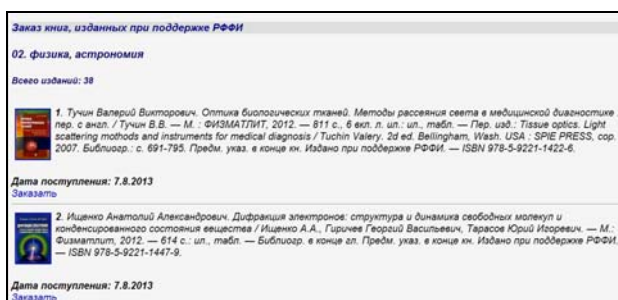 Заказ книг, изданных при поддержке РФФИ
02. физика, астрономия
Всего изданий: 38
1. Тучин Валерий Викторович. Оптика биологических тканей. Методы рассеяния света в медицинской диагностике :
пер. с англ. / Тучин В.В. — М. : ФИЗМАТЛИТ, 2012. — 811 с., 6 вкл. л. ил.: ил., табл. — Пер. изд.: Tissue optics. Light
scattering mothods and instruments for medical diagnosis / Tuchin Valery. 2d ed. Bellingham, Wash. USA : SPIE PRESS, cop.
2007. Библиогр.: с. 691-795. Предм. указ. в конце кн. Издано при поддержке РФФИ. — ISBN 978-5-9221-1422-6.
Дата поступления: 7.8.2013
Заказать
2. Ищенко Анатолий Александрович. Дифракция электронов: структура и динамика свободных молекул и
конденсированного состояния вещества / Ищенко А.А., Гиричев Георгий Васильевич, Тарасов Юрий Игоревич. — М.:
Физматлит, 2012. — 614 с.: ил., табл. — Библиогр. в конце гл. Предм. указ. в конце кн. Издано при поддержке РФФИ.
— ISBN 978-5-9221-1447-9.
Дата поступления: 7.8.2013
Заказать